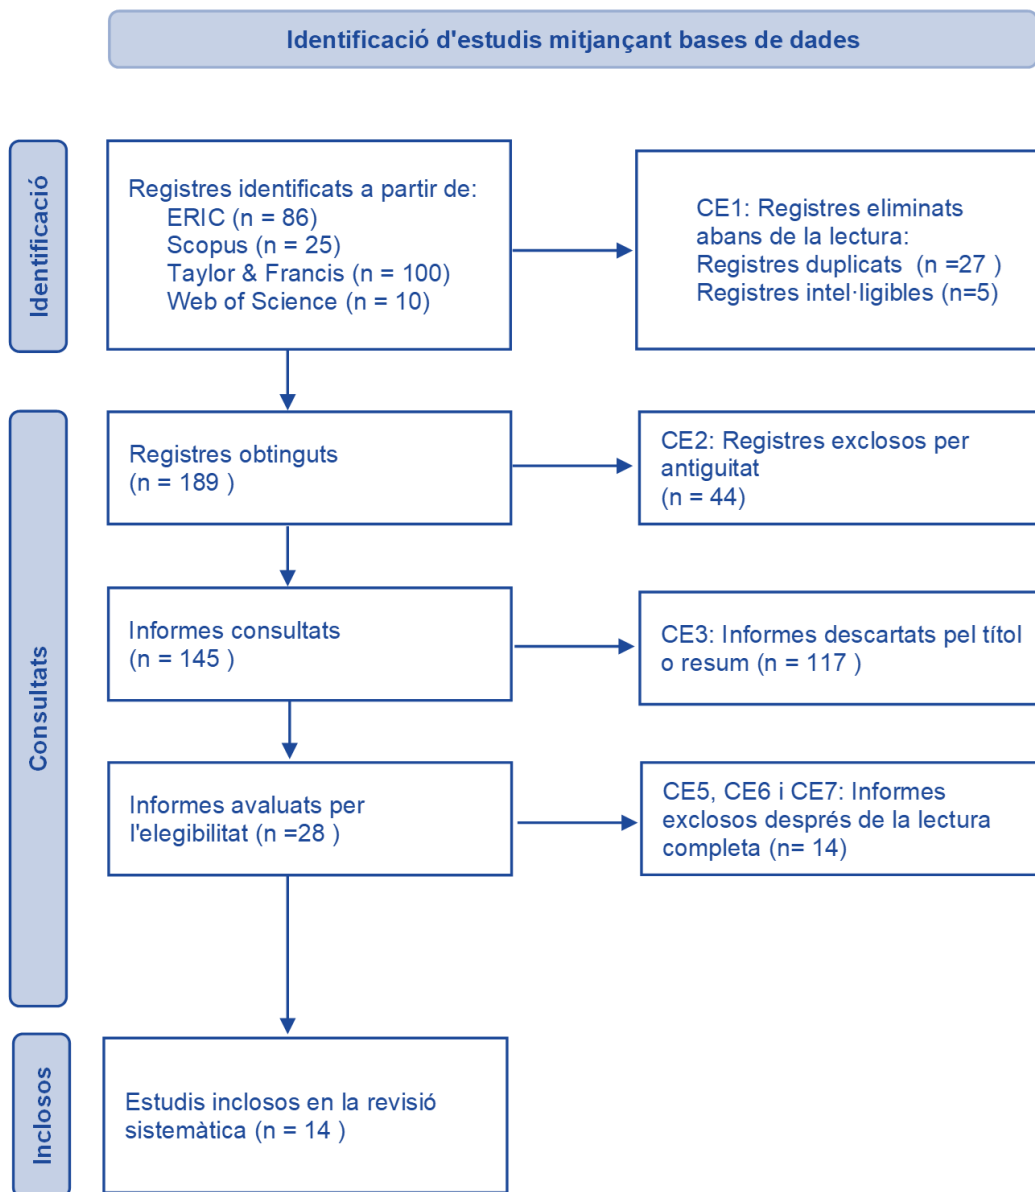 Identificació d'estudis mitjançant bases de dades
Identificació
Registres identificats a partir de:
ERIC (n = 86)
Scopus (n = 25)
Taylor & Francis (n = 100)
Web of Science (n = 10)
CE1: Registres eliminats
abans de la lectura:
Registres duplicats  (n =27 )
Registres intel·ligibles (n=5)
Consultats
Registres obtinguts
(n = 189 )
CE2: Registres exclosos per
antiguitat
(n = 44)
Informes consultats
(n = 145 )
CE3: Informes descartats pel títol
o resum (n = 117 )
Informes avaluats per
l'elegibilitat (n =28 )
CE5, CE6 i CE7: Informes
exclosos després de la lectura
completa (n= 14)
Inclosos
Estudis inclosos en la revisió
sistemàtica (n = 14 )